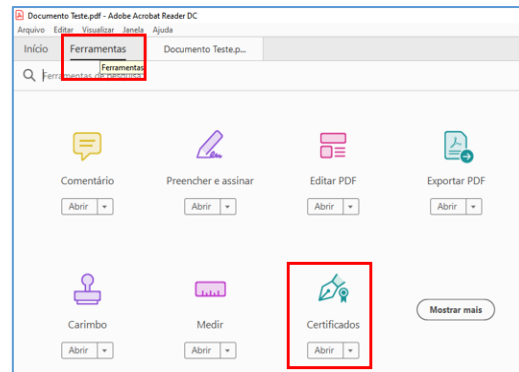 Documento Teste.pdf - Adobe Acrobat Reader DC
Arquivo Editar Visualizar Janela Ajuda
Início Ferramentas Documento Teste.p...
Ferramentas
Ferramentas de pesquisa
Comentário Preencher e assinar Editar PDF Exportar PDF
Abrir Abrir Abrir Abrir
Carimbo Medir Certificados Mostrar mais
Abrir Abrir Abrir